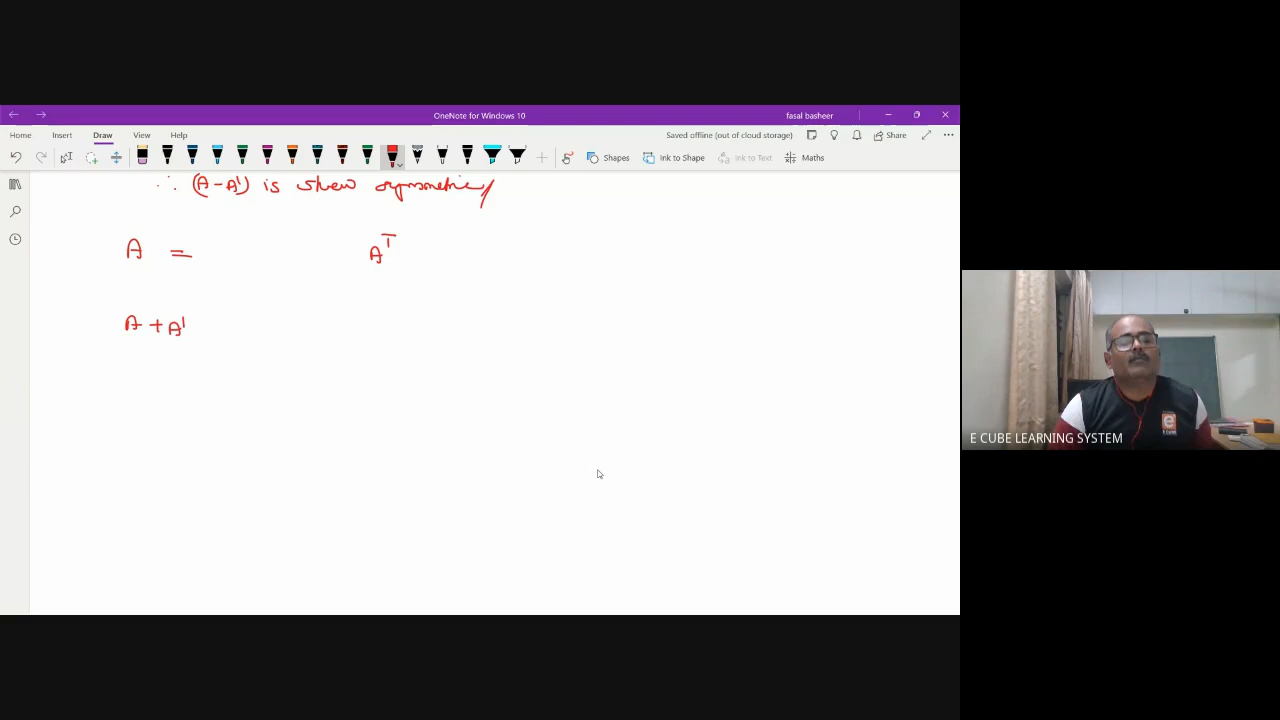 OneNote for Windows 10
fasal basheer
Home Insert Draw View Help
Saved offline (out of cloud storage)
Share
Shapes
Ink to Shape
Ink to Text
Maths
∴ (A - A') is skew symmetric
A =
A^T
A + A'
e
E CUBE LEARNING SYSTEM